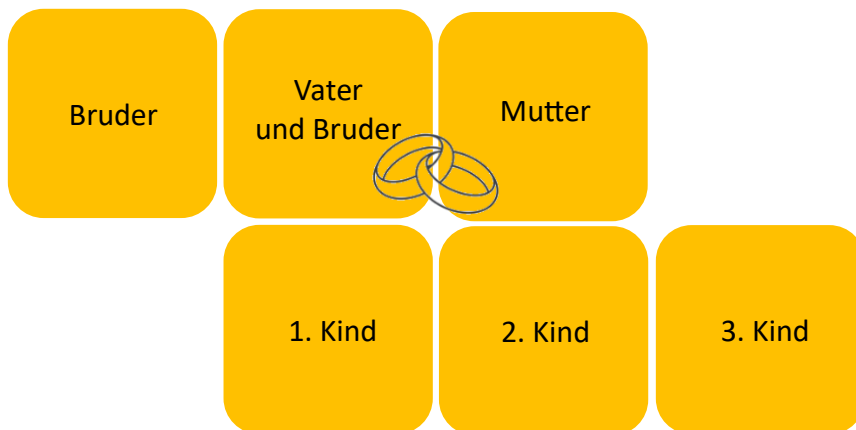 Bruder
Vater
und Bruder
Mutter
1. Kind
2. Kind
3. Kind